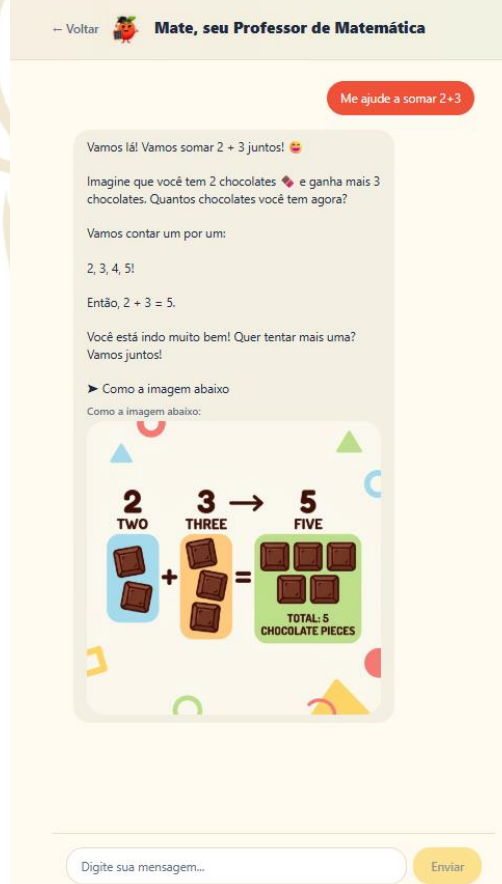 ← Voltar Mate, seu Professor de Matemática
Me ajude a somar 2+3
Vamos lá! Vamos somar 2 + 3 juntos! 😄
Imagine que você tem 2 chocolates 🍫 e ganha mais 3
chocolates. Quantos chocolates você tem agora?
Vamos contar um por um:
2, 3, 4, 5!
Então, 2 + 3 = 5.
Você está indo muito bem! Quer tentar mais uma?
Vamos juntos!
➤ Como a imagem abaixo
Como a imagem abaixo:
2 3 → 5
TWO THREE FIVE
+ =
TOTAL: 5
CHOCOLATE PIECES
Digite sua mensagem... Enviar